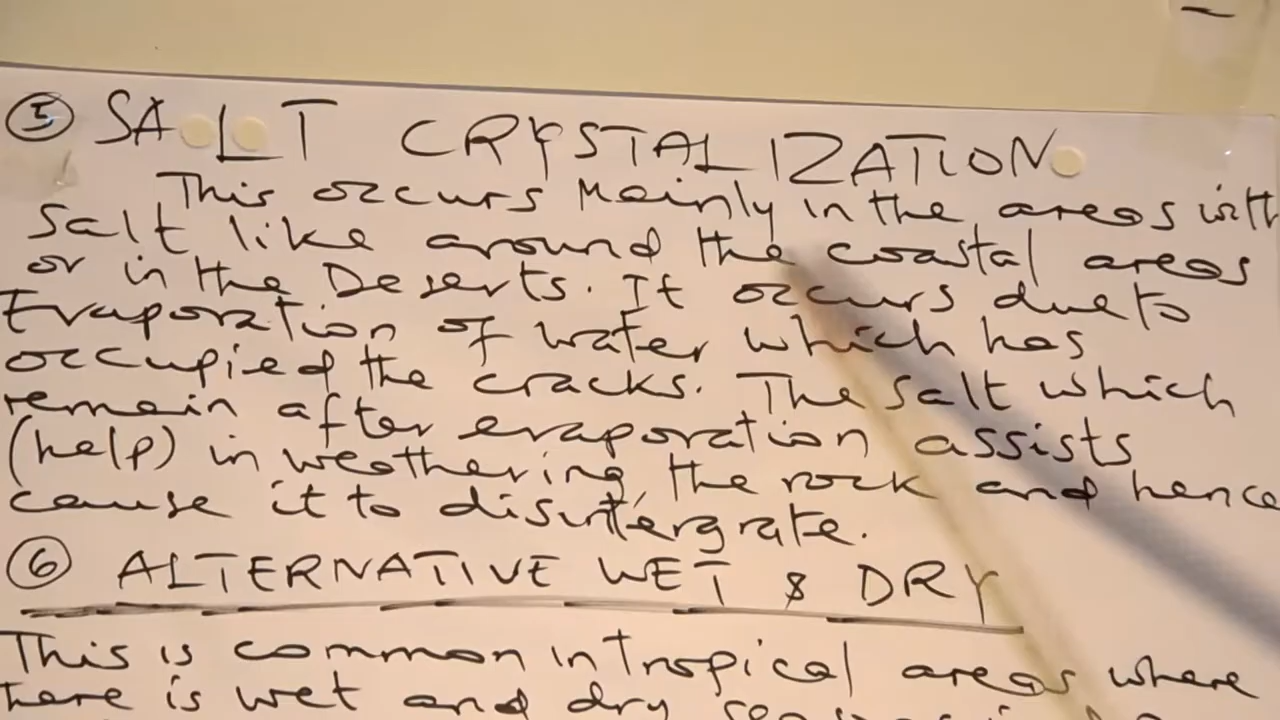 ⑤ SALT CRYSTALIZATION
This occurs mainly in the areas with
salt like around the coastal areas
or in the Deserts. It occurs due to
Evaporation of water which has
occupied the cracks. The salt which
remain after evaporation assists
(help) in weathering, the rock and hence
cause it to disintergrate.
⑥ ALTERNATIVE WET & DRY
This is common in Tropical areas where
there is wet and dry